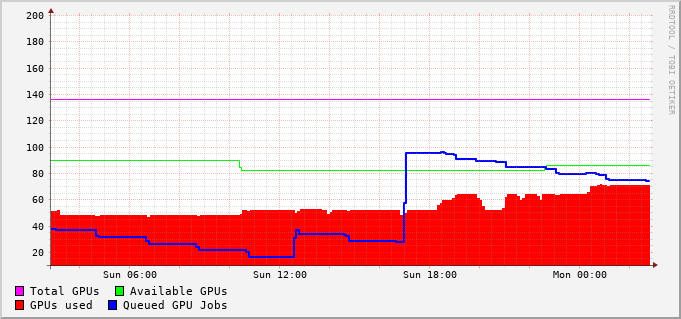 200
180
160
140
120
100
80
60
40
20
Sun 06:00 Sun 12:00 Sun 18:00 Mon 00:00
Total GPUs Available GPUs
GPUs used Queued GPU Jobs
RRDTOOL / TOBI OETIKER